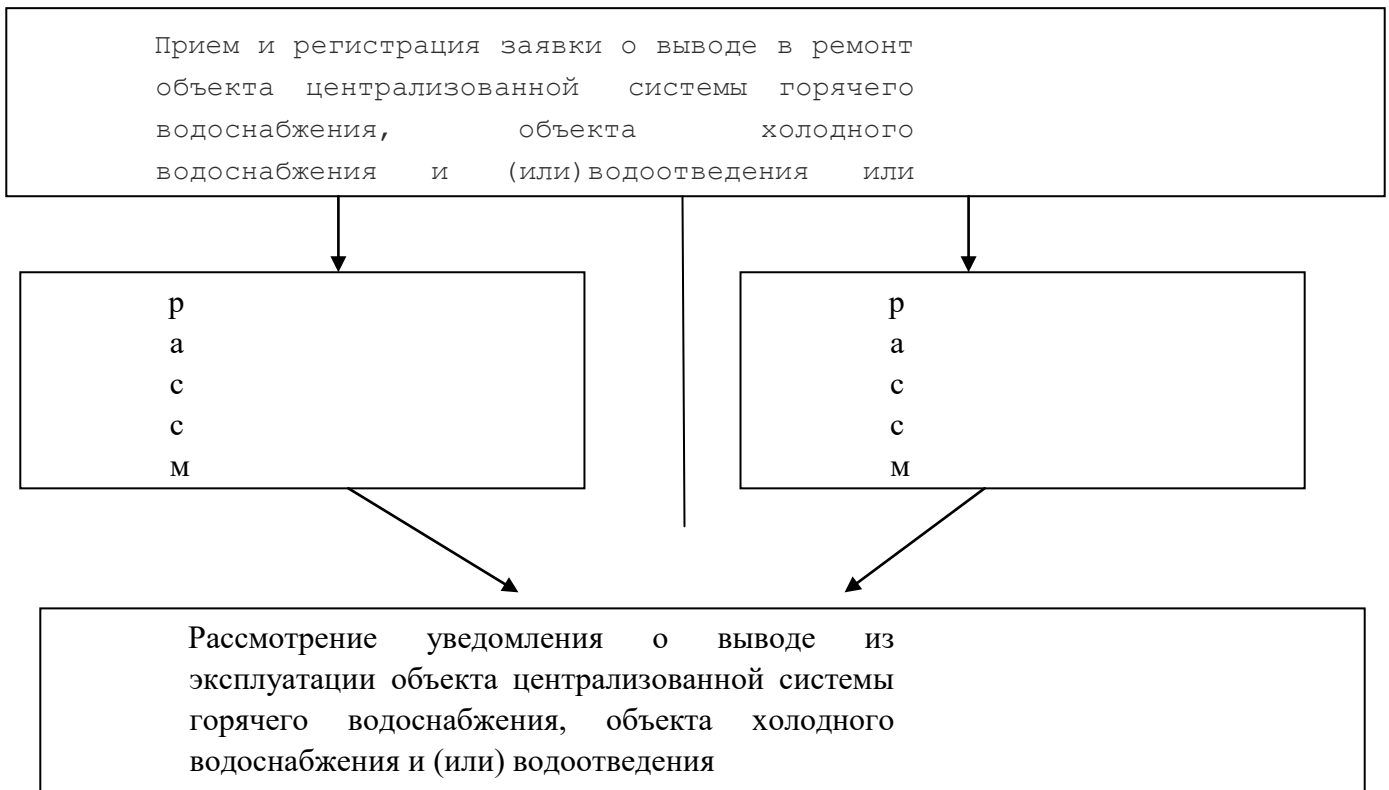 Прием и регистрация заявки о выводе в ремонт
объекта централизованной системы горячего
водоснабжения, объекта холодного
водоснабжения и (или)водоотведения или
р
а
с
с
м
р
а
с
с
м
Рассмотрение уведомления о выводе из
эксплуатации объекта централизованной системы
горячего водоснабжения, объекта холодного
водоснабжения и (или) водоотведения